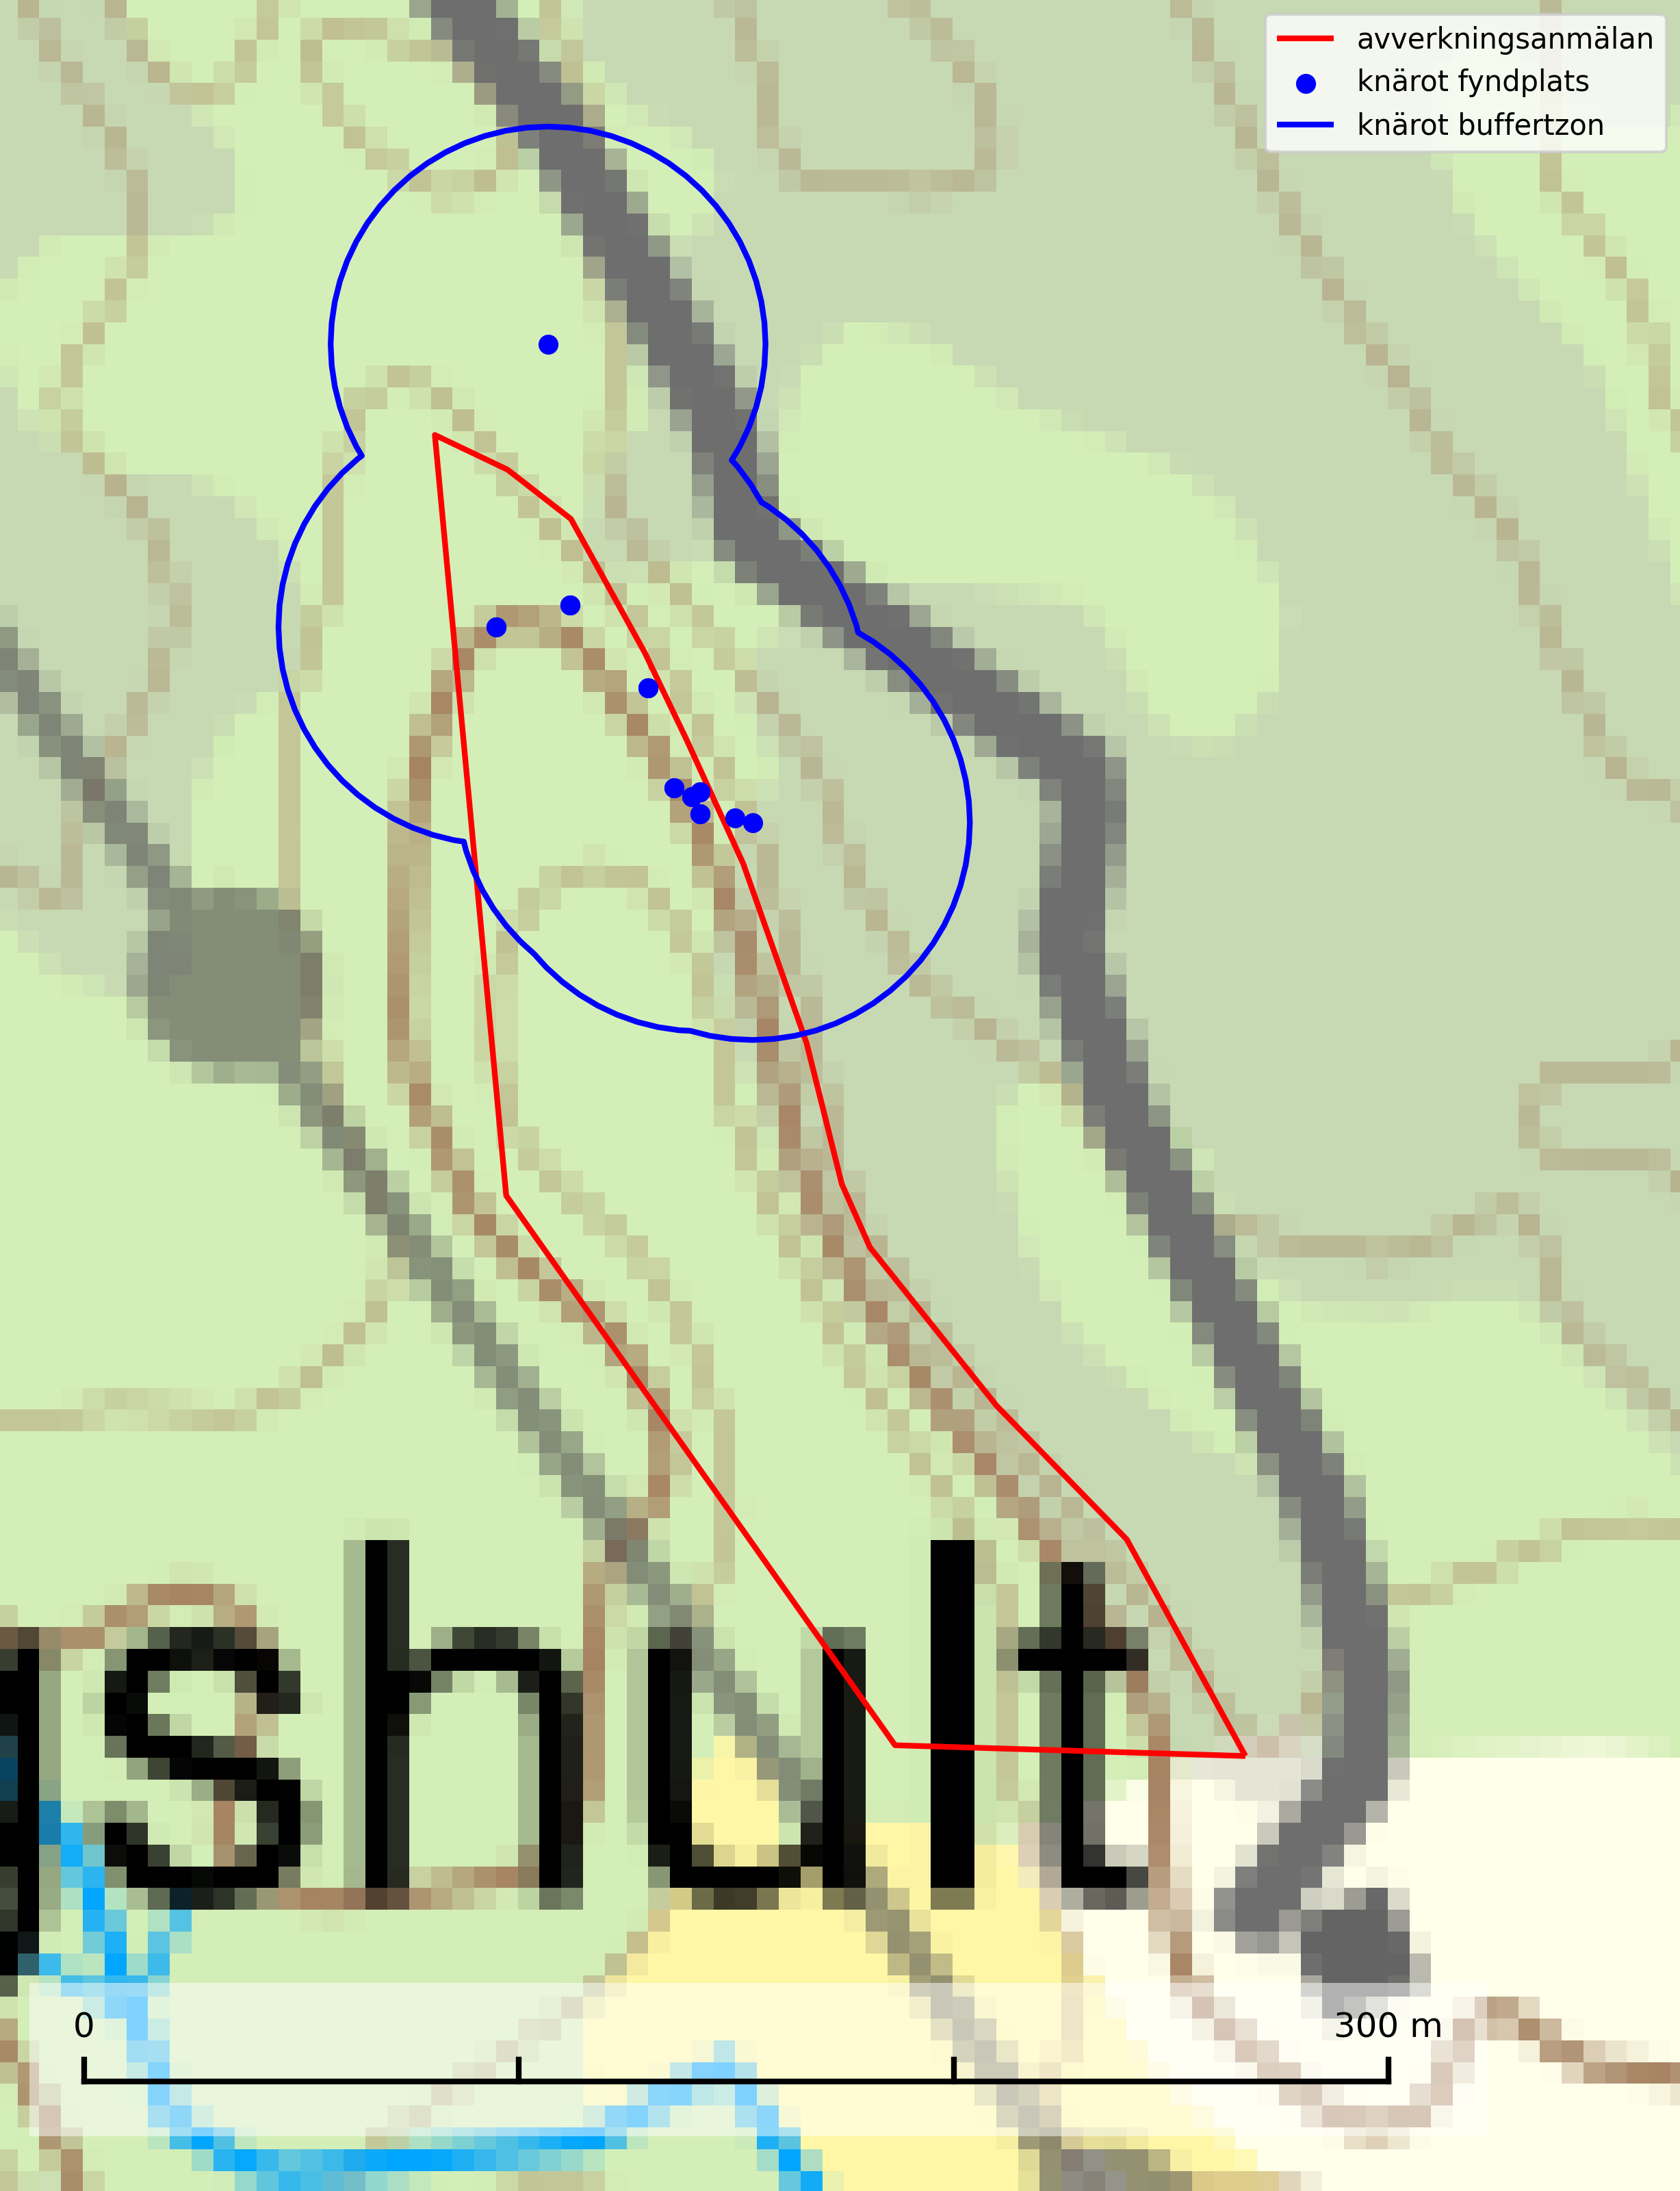 avverkningsanmälan
knärot fyndplats
knärot buffertzon
shult
0 300 m